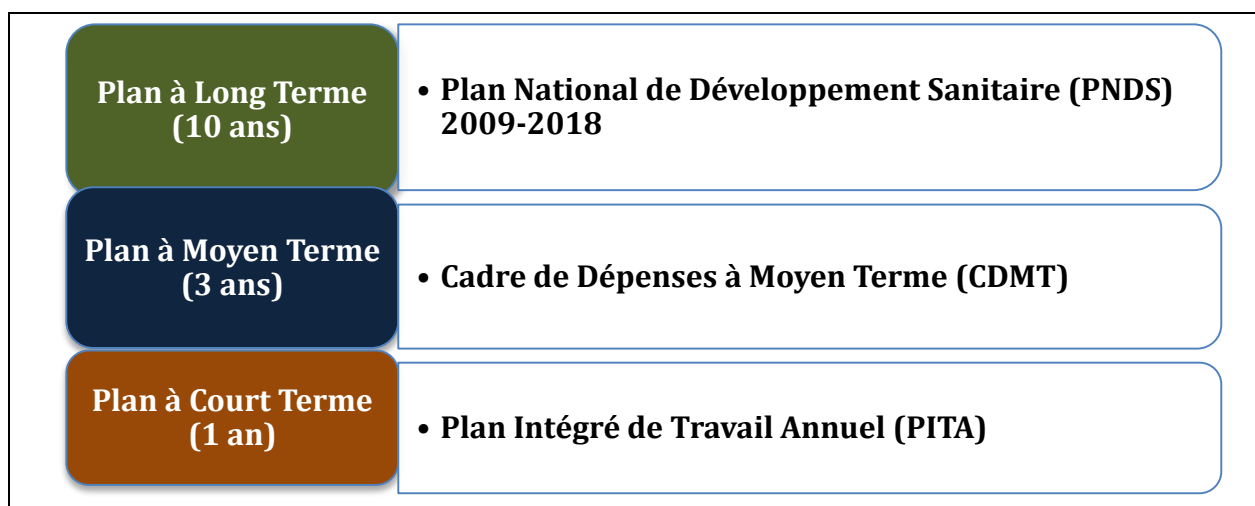 Plan à Long Terme
(10 ans)
• Plan National de Développement Sanitaire (PNDS)
2009-2018
Plan à Moyen Terme
(3 ans)
• Cadre de Dépenses à Moyen Terme (CDMT)
Plan à Court Terme
(1 an)
• Plan Intégré de Travail Annuel (PITA)